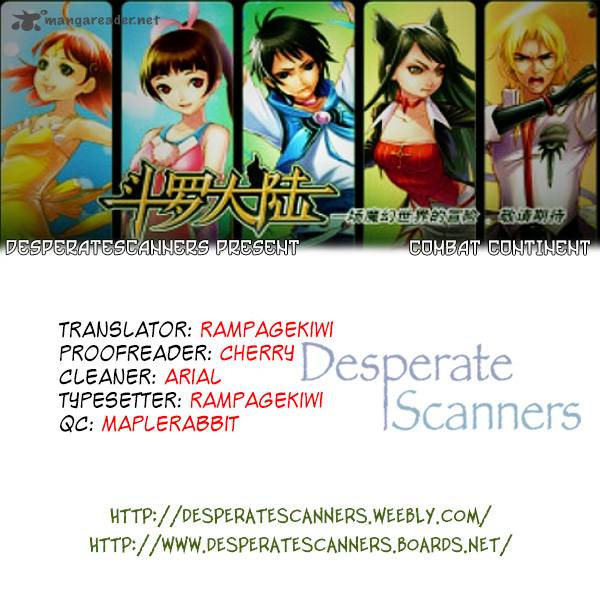 mangareader.net
斗罗大陆
一场魔幻世界的冒险 敬请期待
DESPERATESCANNERS PRESENT
COMBAT CONTINENT
TRANSLATOR: RAMPAGEKIWI
PROOFREADER: CHERRY
CLEANER: ARIAL
TYPESETTER: RAMPAGEKIWI
QC: MAPLERABBIT
Desperate
Scanners
HTTP://DESPERATESCANNERS.WEEBLY.COM/
HTTP://WWW.DESPERATESCANNERS.BOARDS.NET/